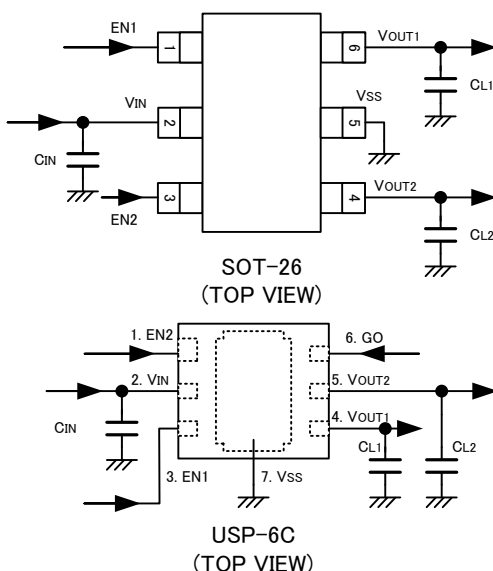 EN1
1
6
VOUT1
CL1
VIN
2
VSS
5
CIN
EN2
3
4
VOUT2
CL2
SOT-26
(TOP VIEW)
1. EN2
6. GO
2. VIN
5. VOUT2
CIN
4. VOUT1
CL1
CL2
3. EN1
7. VSS
USP-6C
(TOP VIEW)